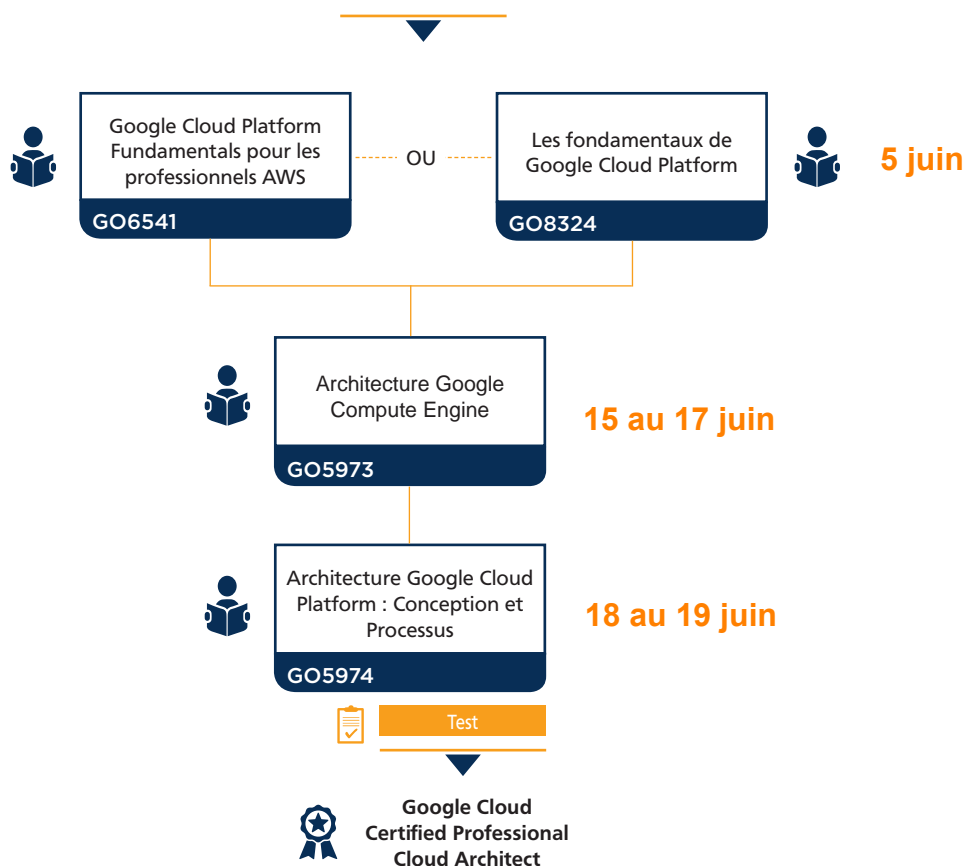 Google Cloud Platform
Fundamentals pour les
professionnels AWS
GO6541
OU
Les fondamentaux de
Google Cloud Platform
GO8324
5 juin
Architecture Google
Compute Engine
GO5973
15 au 17 juin
Architecture Google Cloud
Platform : Conception et
Processus
GO5974
18 au 19 juin
Test
Google Cloud
Certified Professional
Cloud Architect